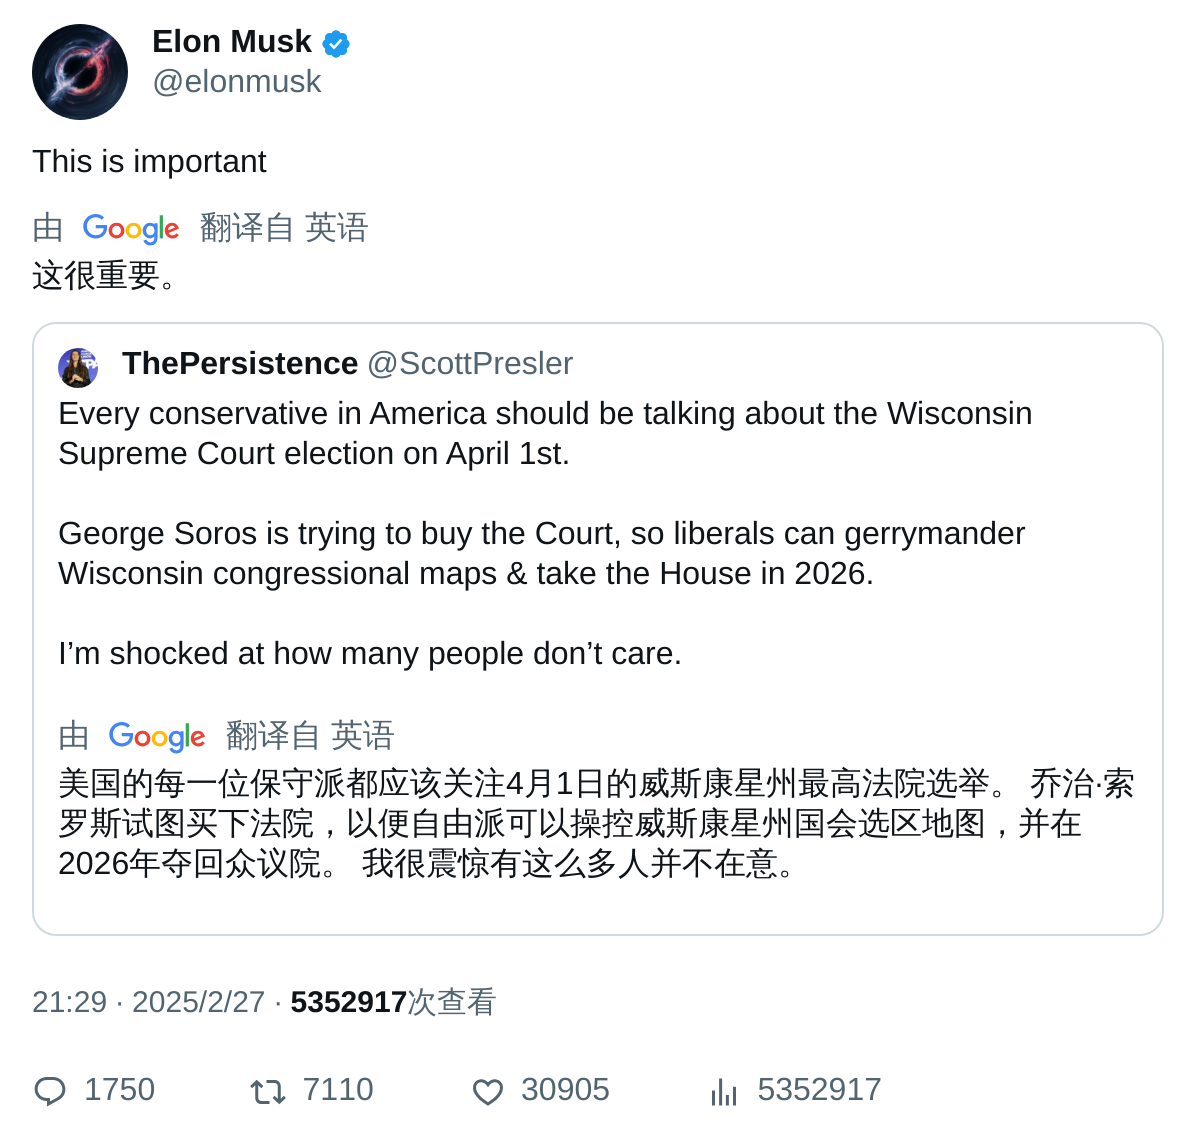 Elon Musk
@elonmusk
This is important
由 Google 翻译自 英语
这很重要。
ThePersistence @ScottPresler
Every conservative in America should be talking about the Wisconsin
Supreme Court election on April 1st.
George Soros is trying to buy the Court, so liberals can gerrymander
Wisconsin congressional maps & take the House in 2026.
I’m shocked at how many people don’t care.
由 Google 翻译自 英语
美国的每一位保守派都应该关注4月1日的威斯康星州最高法院选举。 乔治·索
罗斯试图买下法院，以便自由派可以操控威斯康星州国会选区地图，并在
2026年夺回众议院。 我很震惊有这么多人并不在意。
21:29 · 2025/2/27 · 5352917次查看
1750 7110 30905 5352917